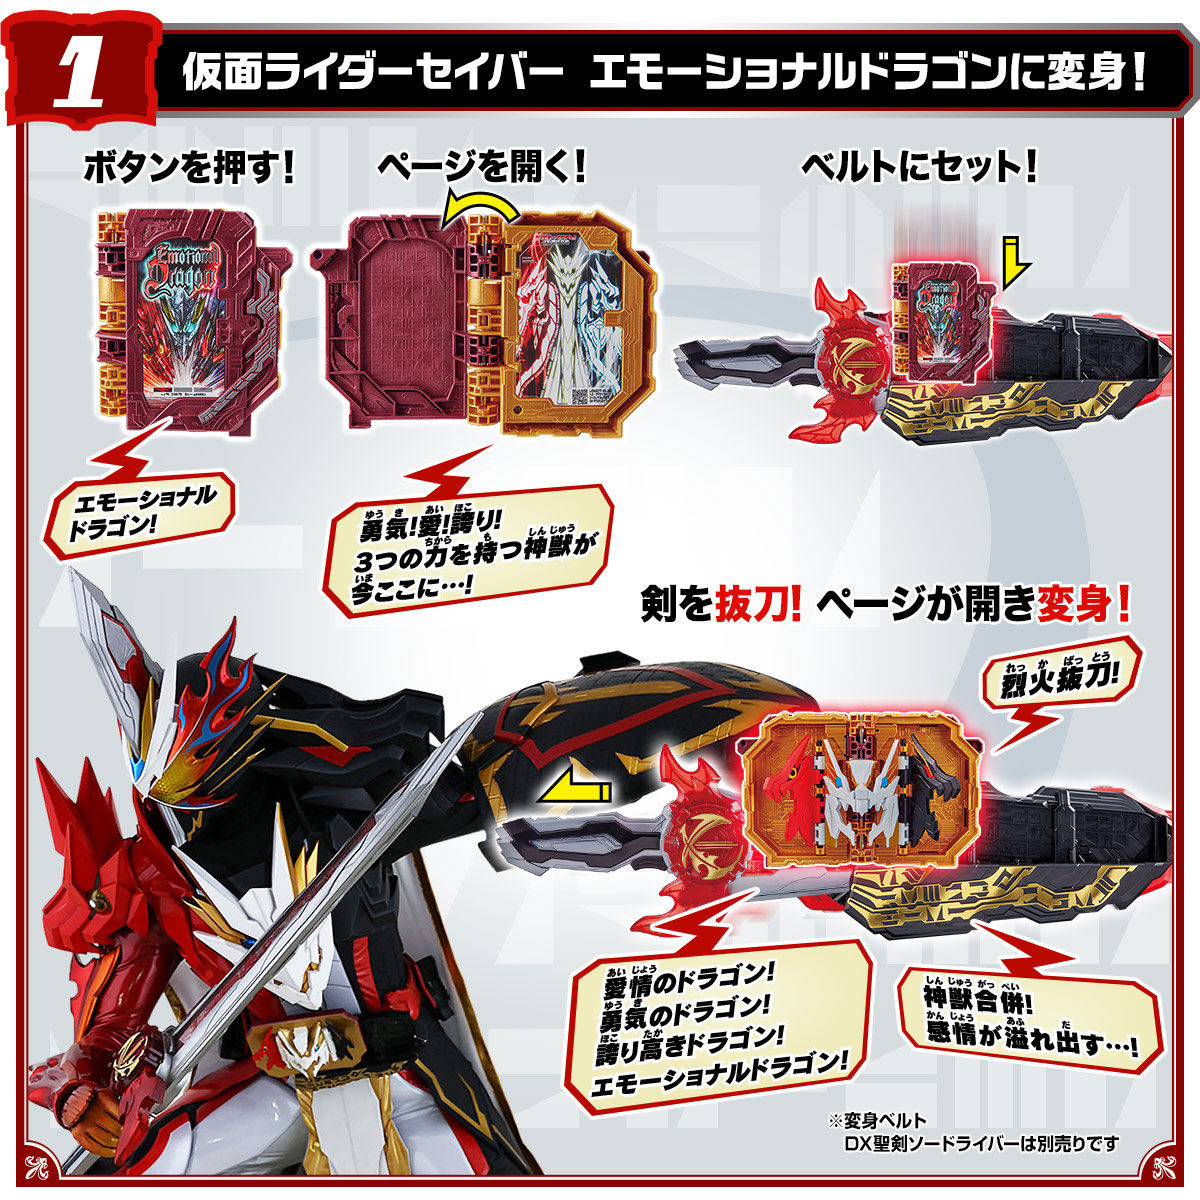 1
仮面ライダーセイバー エモーショナルドラゴンに変身!
ボタンを押す!
ページを開く!
ベルトにセット!
Emotional
Dragon
Emotional
Dragon
エモーショナル
ドラゴン!
勇気!愛!誇り!
3つの力を持つ神獣が
今ここに…!
剣を抜刀! ページが開き変身!
烈火抜刀!
愛情のドラゴン!
勇気のドラゴン!
誇り高きドラゴン!
エモーショナルドラゴン!
神獣合併!
感情が溢れ出す…!
※変身ベルト
DX聖剣ソードライバーは別売りです